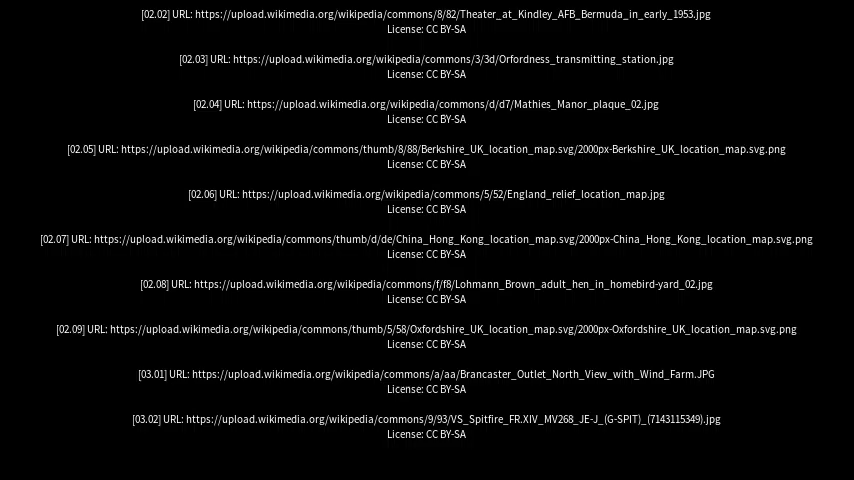 [02.02] URL: https://upload.wikimedia.org/wikipedia/commons/8/82/Theater_at_Kindley_AFB_Bermuda_in_early_1953.jpg
License: CC BY-SA
[02.03] URL: https://upload.wikimedia.org/wikipedia/commons/3/3d/Orfordness_transmitting_station.jpg
License: CC BY-SA
[02.04] URL: https://upload.wikimedia.org/wikipedia/commons/d/d7/Mathies_Manor_plaque_02.jpg
License: CC BY-SA
[02.05] URL: https://upload.wikimedia.org/wikipedia/commons/thumb/8/88/Berkshire_UK_location_map.svg/2000px-Berkshire_UK_location_map.svg.png
License: CC BY-SA
[02.06] URL: https://upload.wikimedia.org/wikipedia/commons/5/52/England_relief_location_map.jpg
License: CC BY-SA
[02.07] URL: https://upload.wikimedia.org/wikipedia/commons/thumb/d/de/China_Hong_Kong_location_map.svg/2000px-China_Hong_Kong_location_map.svg.png
License: CC BY-SA
[02.08] URL: https://upload.wikimedia.org/wikipedia/commons/f/f8/Lohmann_Brown_adult_hen_in_homebird-yard_02.jpg
License: CC BY-SA
[02.09] URL: https://upload.wikimedia.org/wikipedia/commons/thumb/5/58/Oxfordshire_UK_location_map.svg/2000px-Oxfordshire_UK_location_map.svg.png
License: CC BY-SA
[03.01] URL: https://upload.wikimedia.org/wikipedia/commons/a/aa/Brancaster_Outlet_North_View_with_Wind_Farm.JPG
License: CC BY-SA
[03.02] URL: https://upload.wikimedia.org/wikipedia/commons/9/93/VS_Spitfire_FR.XIV_MV268_JE-J_(G-SPIT)_(7143115349).jpg
License: CC BY-SA